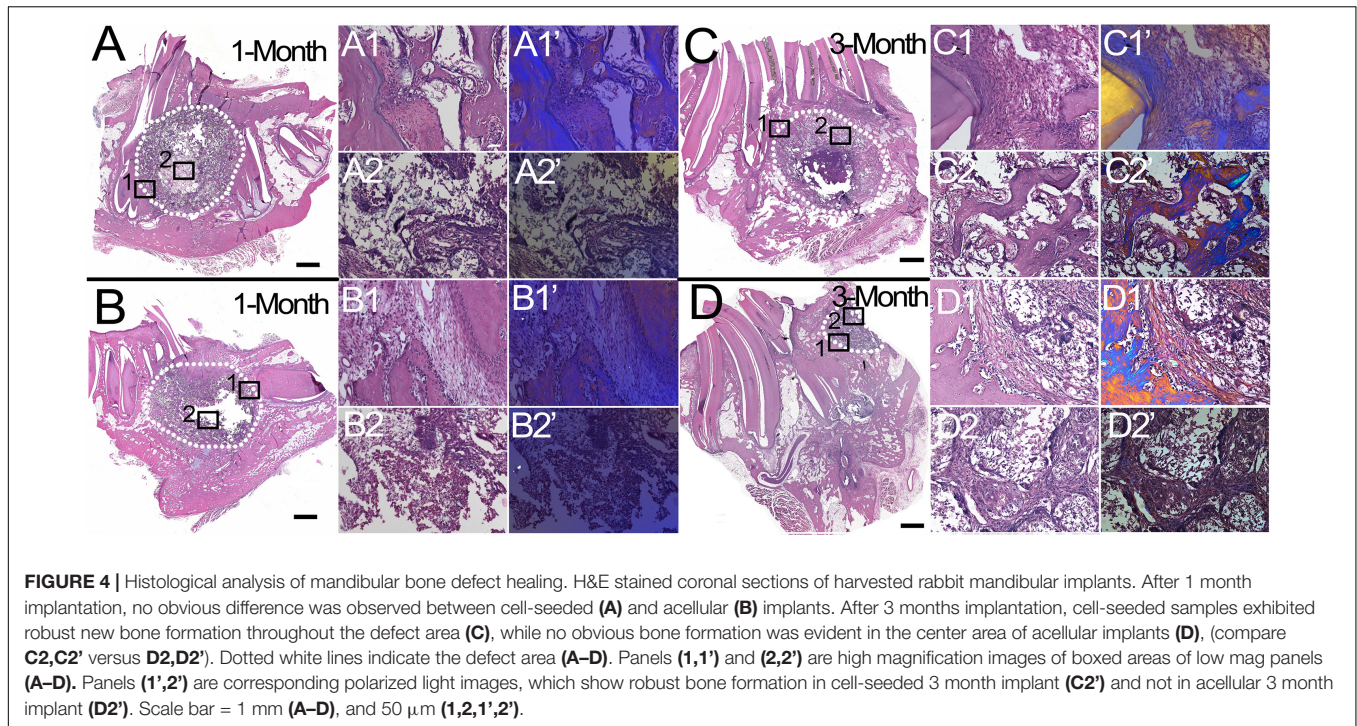 A
1-Month
1
2
A1
A1'
A2
A2'
C
3-Month
1
2
C1
C1'
C2
C2'
B
1-Month
1
2
B1
B1'
B2
B2'
D
3-Month
2
1
D1
D1'
D2
D2'
FIGURE 4 | Histological analysis of mandibular bone defect healing. H&E stained coronal sections of harvested rabbit mandibular implants. After 1 month
implantation, no obvious difference was observed between cell-seeded (A) and acellular (B) implants. After 3 months implantation, cell-seeded samples exhibited
robust new bone formation throughout the defect area (C), while no obvious bone formation was evident in the center area of acellular implants (D), (compare
C2,C2' versus D2,D2'). Dotted white lines indicate the defect area (A–D). Panels (1,1') and (2,2') are high magnification images of boxed areas of low mag panels
(A–D). Panels (1',2') are corresponding polarized light images, which show robust bone formation in cell-seeded 3 month implant (C2') and not in acellular 3 month
implant (D2'). Scale bar = 1 mm (A–D), and 50 μm (1,2,1',2').